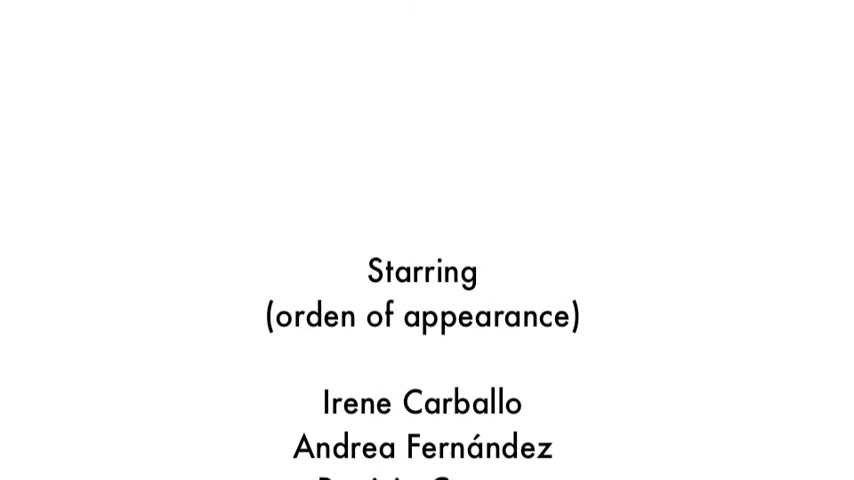 Starring
(orden of appearance)
Irene Carballo
Andrea Fernández